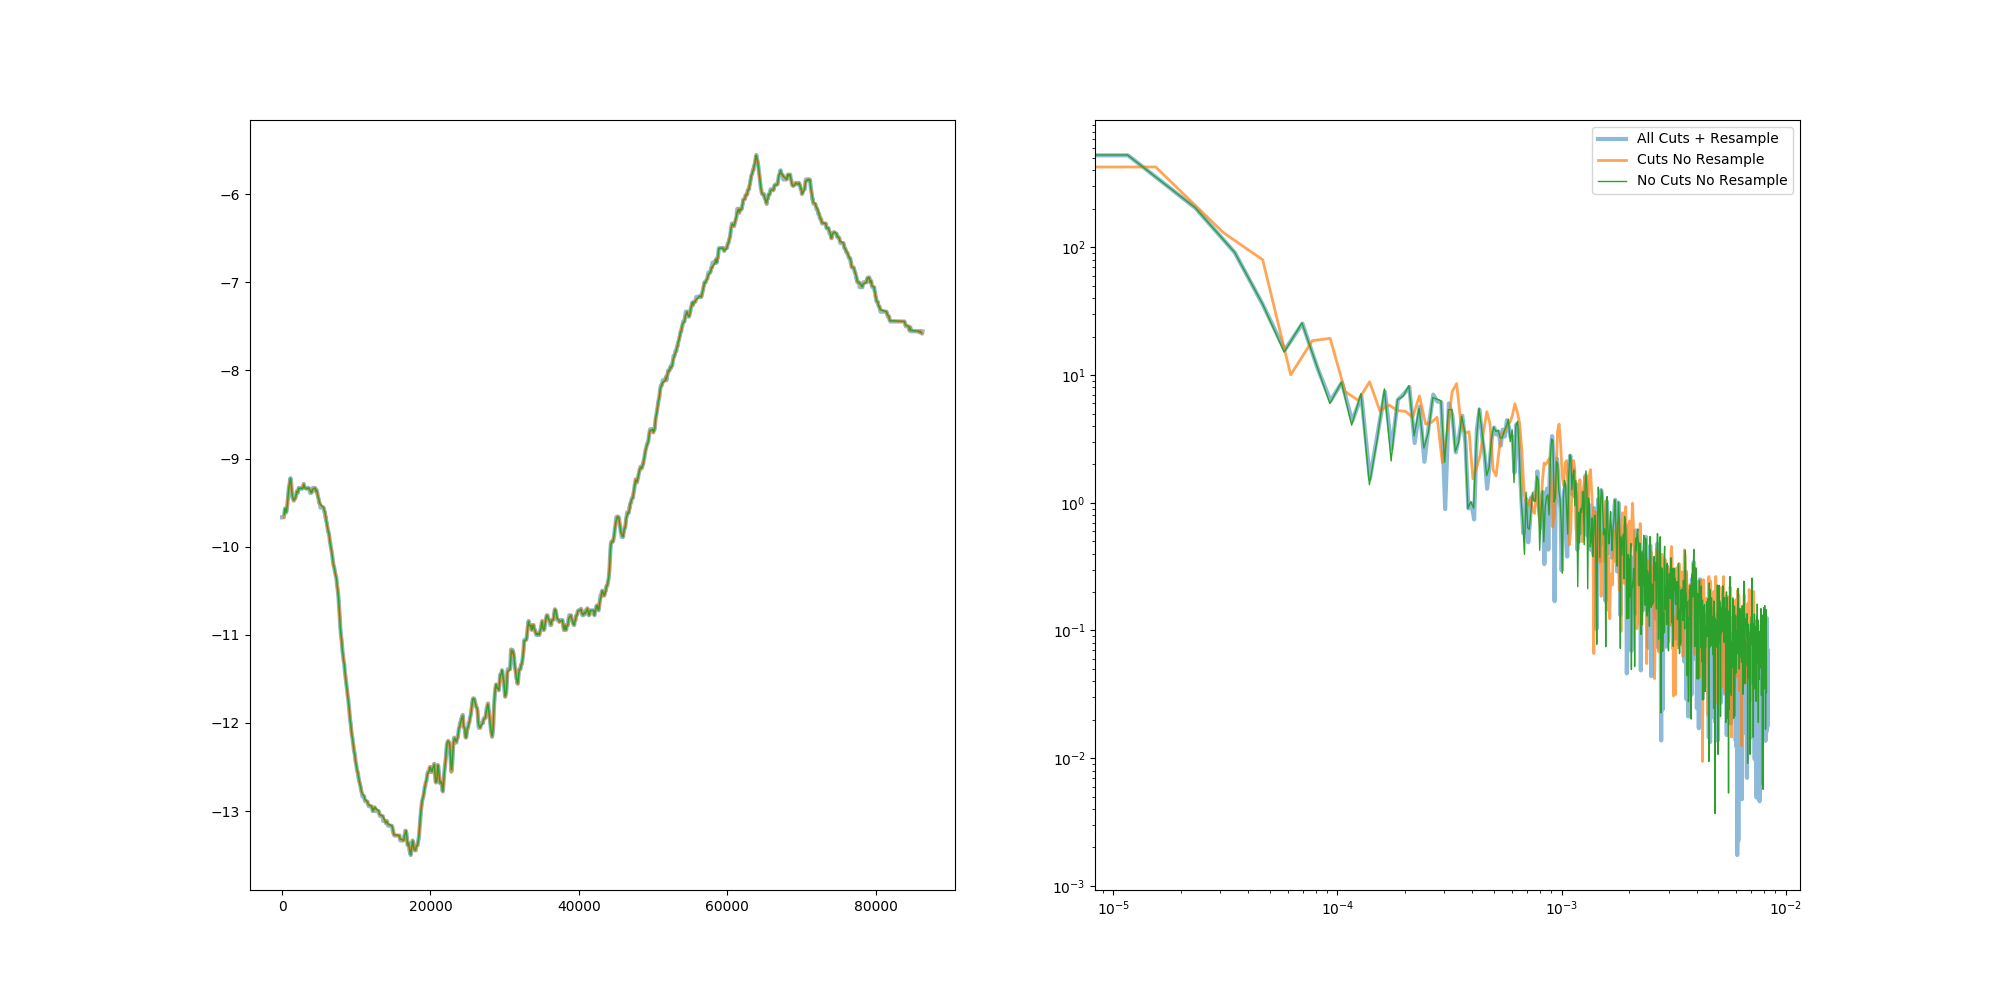 −6
−7
−8
−9
−10
−11
−12
−13
0 20000 40000 60000 80000
All Cuts + Resample
Cuts No Resample
No Cuts No Resample
10²
10¹
10⁰
10⁻¹
10⁻²
10⁻³
10⁻⁵ 10⁻⁴ 10⁻³ 10⁻²